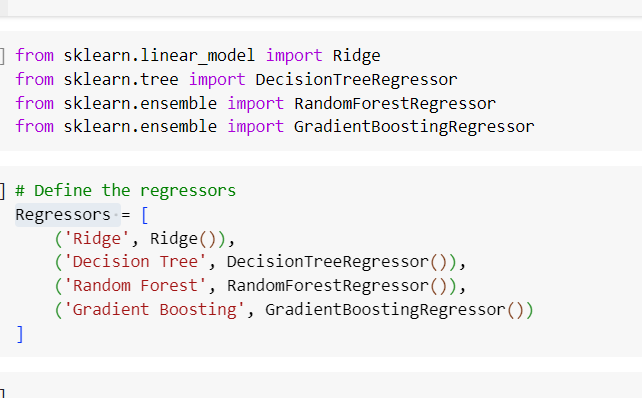 from sklearn.linear_model import Ridge
from sklearn.tree import DecisionTreeRegressor
from sklearn.ensemble import RandomForestRegressor
from sklearn.ensemble import GradientBoostingRegressor
# Define the regressors
Regressors = [
    ('Ridge', Ridge()),
    ('Decision Tree', DecisionTreeRegressor()),
    ('Random Forest', RandomForestRegressor()),
    ('Gradient Boosting', GradientBoostingRegressor())
]